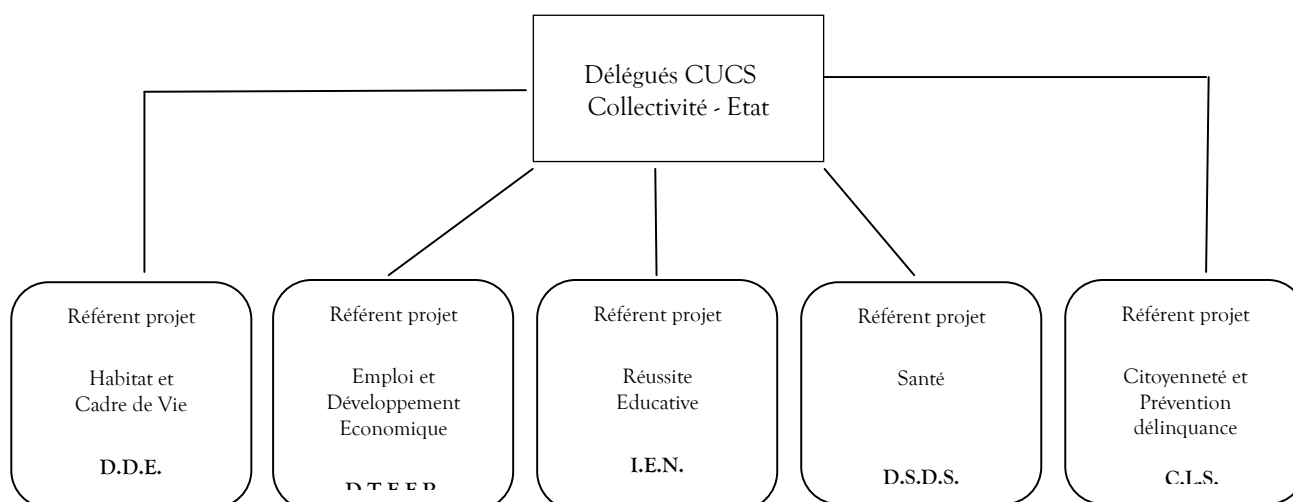 Délégués CUCS
Collectivité - Etat
Référent projet
Habitat et
Cadre de Vie
D.D.E.
Référent projet
Emploi et
Développement
Economique
Référent projet
Réussite
Educative
I.E.N.
Référent projet
Santé
D.S.D.S.
Référent projet
Citoyenneté et
Prévention
délinquance
C.L.S.